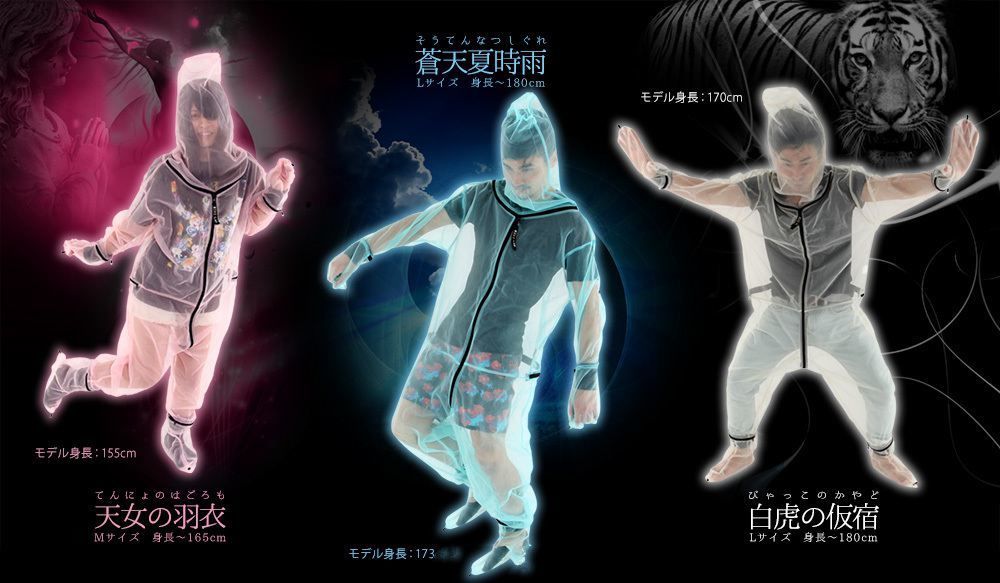 モデル身長：155cm
てんにょのはごろも
天女の羽衣
Mサイズ　身長〜165cm
そうてんなつしぐれ
蒼天夏時雨
Lサイズ　身長〜180cm
モデル身長：173
モデル身長：170cm
びゃっこのかやど
白虎の仮宿
Lサイズ　身長〜180cm